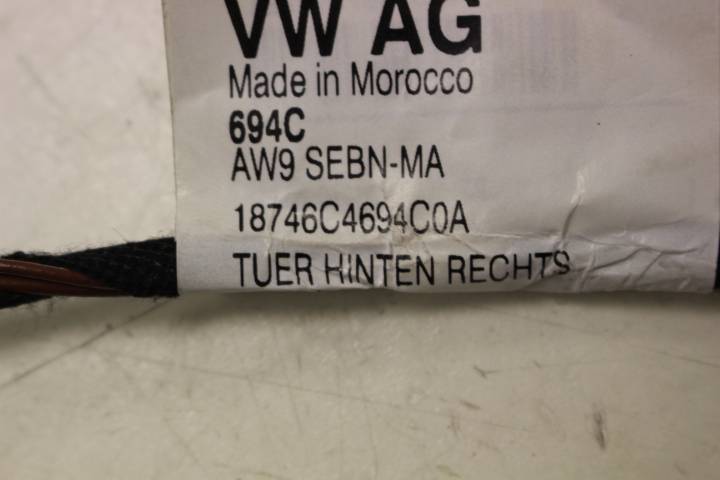 VW AG
Made in Morocco
694C
AW9 SEBN-MA
18746C4694C0A
TUER HINTEN RECHTS